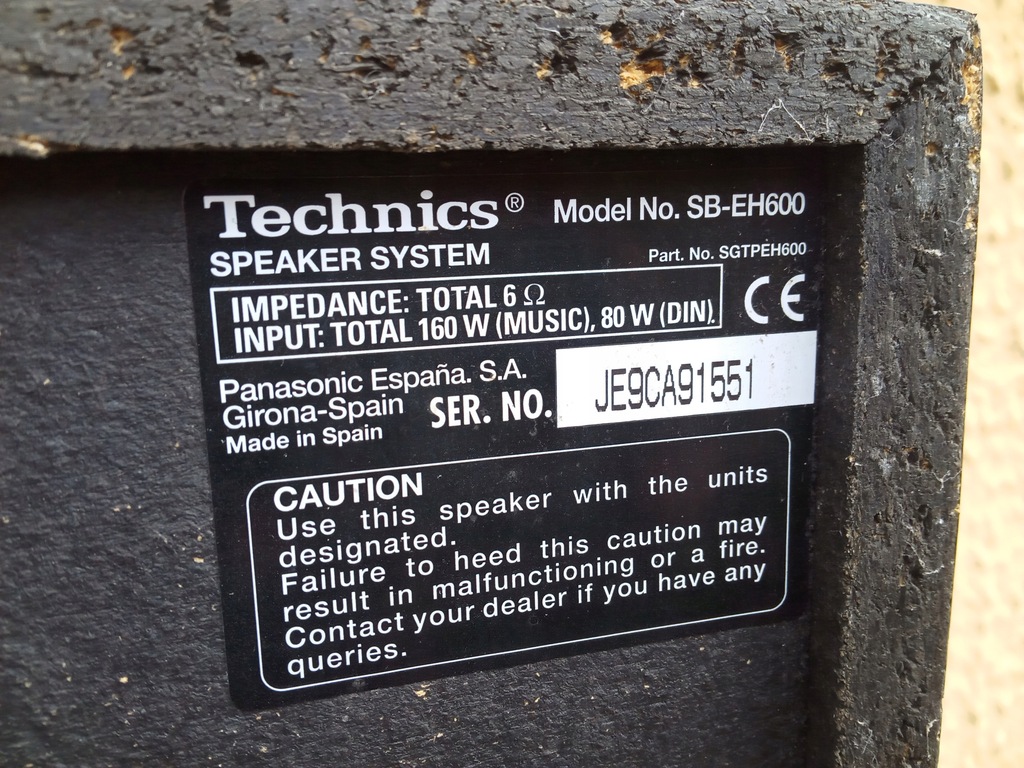 Technics® Model No. SB-EH600
SPEAKER SYSTEM Part. No. SGTPEH600
IMPEDANCE: TOTAL 6 Ω
INPUT: TOTAL 160 W (MUSIC), 80 W (DIN).
CE
Panasonic España. S.A.
Girona-Spain
Made in Spain
SER. NO. JE9CA91551
CAUTION
Use this speaker with the units
designated.
Failure to heed this caution may
result in malfunctioning or a fire.
Contact your dealer if you have any
queries.